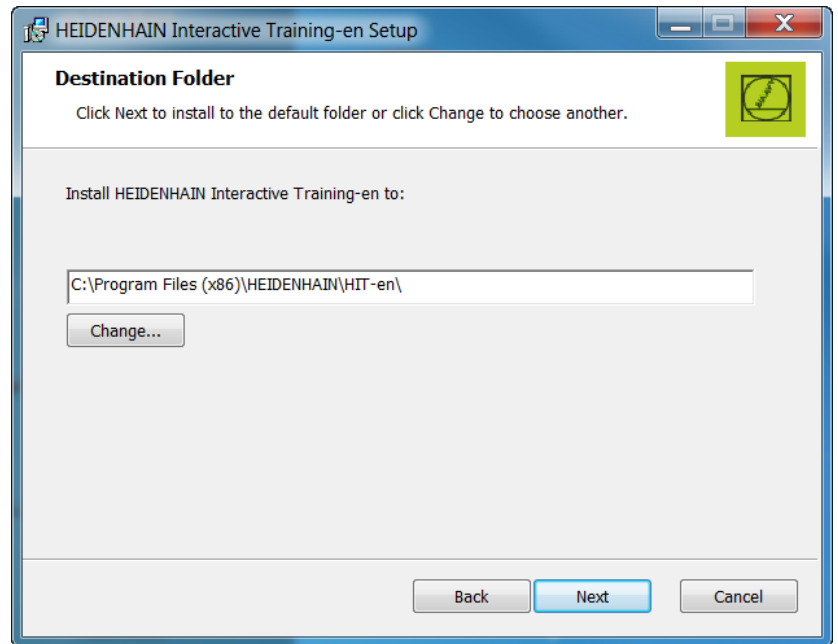 HEIDENHAIN Interactive Training-en Setup
Destination Folder
Click Next to install to the default folder or click Change to choose another.
Install HEIDENHAIN Interactive Training-en to:
C:\Program Files (x86)\HEIDENHAIN\HIT-en\
Change...
Back Next Cancel